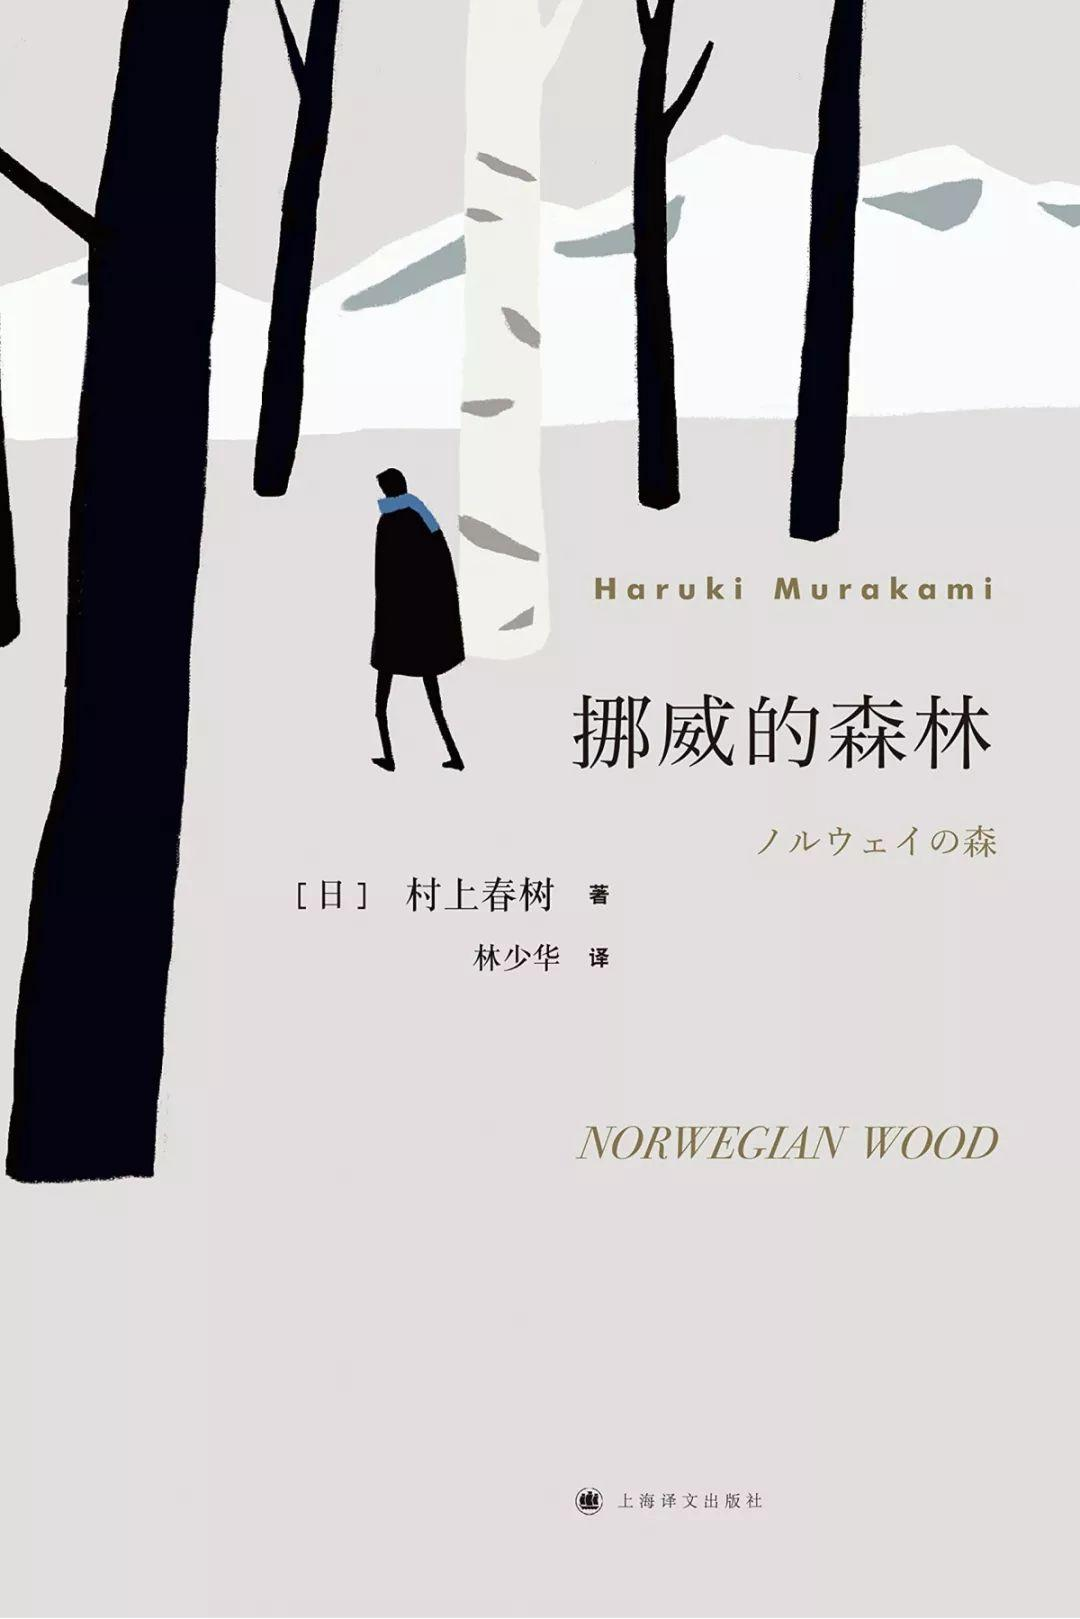 Haruki Murakami
挪威的森林
ノルウェイの森
[日] 村上春树 著
林少华 译
NORWEGIAN WOOD
上海译文出版社